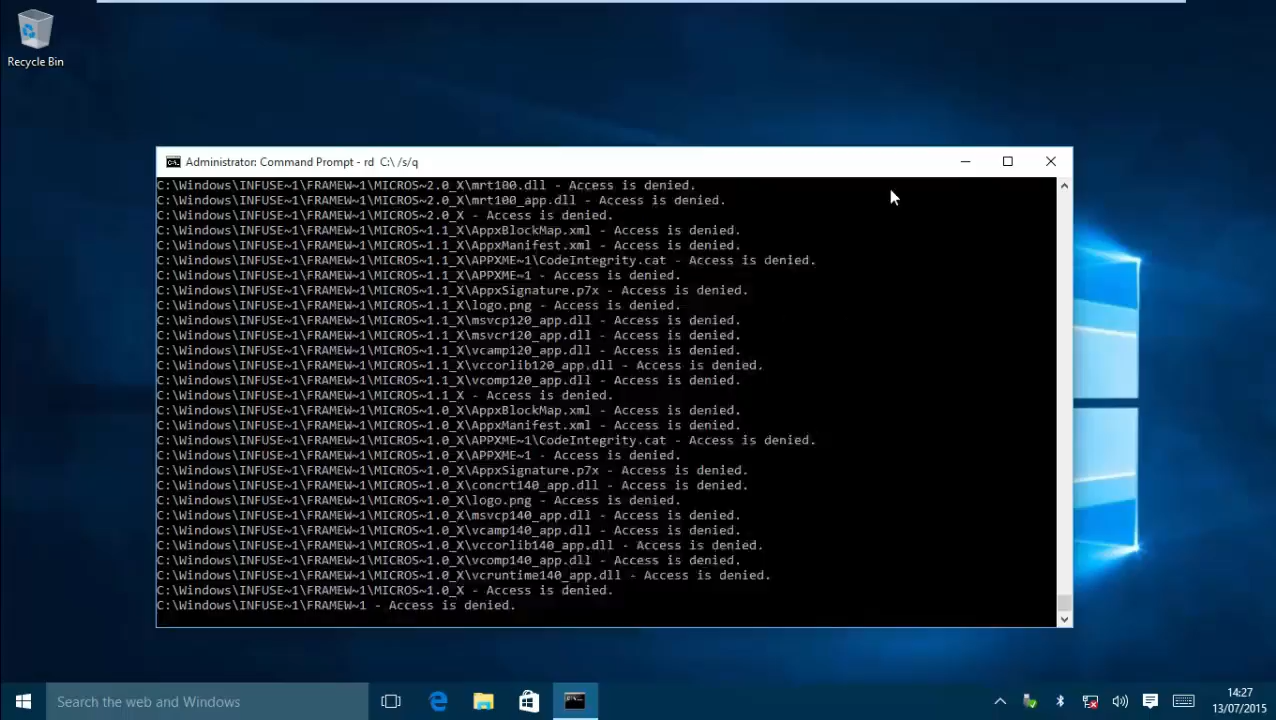 Recycle Bin
Administrator: Command Prompt - rd  C:\ /s/q
C:\Windows\INFUSE~1\FRAMEW~1\MICROS~2.0_X\mrt100.dll - Access is denied.
C:\Windows\INFUSE~1\FRAMEW~1\MICROS~2.0_X\mrt100_app.dll - Access is denied.
C:\Windows\INFUSE~1\FRAMEW~1\MICROS~2.0_X - Access is denied.
C:\Windows\INFUSE~1\FRAMEW~1\MICROS~1.1_X\AppxBlockMap.xml - Access is denied.
C:\Windows\INFUSE~1\FRAMEW~1\MICROS~1.1_X\AppxManifest.xml - Access is denied.
C:\Windows\INFUSE~1\FRAMEW~1\MICROS~1.1_X\APPXME~1\CodeIntegrity.cat - Access is denied.
C:\Windows\INFUSE~1\FRAMEW~1\MICROS~1.1_X\APPXME~1 - Access is denied.
C:\Windows\INFUSE~1\FRAMEW~1\MICROS~1.1_X\AppxSignature.p7x - Access is denied.
C:\Windows\INFUSE~1\FRAMEW~1\MICROS~1.1_X\logo.png - Access is denied.
C:\Windows\INFUSE~1\FRAMEW~1\MICROS~1.1_X\msvcp120_app.dll - Access is denied.
C:\Windows\INFUSE~1\FRAMEW~1\MICROS~1.1_X\msvcr120_app.dll - Access is denied.
C:\Windows\INFUSE~1\FRAMEW~1\MICROS~1.1_X\vcamp120_app.dll - Access is denied.
C:\Windows\INFUSE~1\FRAMEW~1\MICROS~1.1_X\vccorlib120_app.dll - Access is denied.
C:\Windows\INFUSE~1\FRAMEW~1\MICROS~1.1_X\vcomp120_app.dll - Access is denied.
C:\Windows\INFUSE~1\FRAMEW~1\MICROS~1.1_X - Access is denied.
C:\Windows\INFUSE~1\FRAMEW~1\MICROS~1.0_X\AppxBlockMap.xml - Access is denied.
C:\Windows\INFUSE~1\FRAMEW~1\MICROS~1.0_X\AppxManifest.xml - Access is denied.
C:\Windows\INFUSE~1\FRAMEW~1\MICROS~1.0_X\APPXME~1\CodeIntegrity.cat - Access is denied.
C:\Windows\INFUSE~1\FRAMEW~1\MICROS~1.0_X\APPXME~1 - Access is denied.
C:\Windows\INFUSE~1\FRAMEW~1\MICROS~1.0_X\AppxSignature.p7x - Access is denied.
C:\Windows\INFUSE~1\FRAMEW~1\MICROS~1.0_X\concrt140_app.dll - Access is denied.
C:\Windows\INFUSE~1\FRAMEW~1\MICROS~1.0_X\logo.png - Access is denied.
C:\Windows\INFUSE~1\FRAMEW~1\MICROS~1.0_X\msvcp140_app.dll - Access is denied.
C:\Windows\INFUSE~1\FRAMEW~1\MICROS~1.0_X\vcamp140_app.dll - Access is denied.
C:\Windows\INFUSE~1\FRAMEW~1\MICROS~1.0_X\vccorlib140_app.dll - Access is denied.
C:\Windows\INFUSE~1\FRAMEW~1\MICROS~1.0_X\vcomp140_app.dll - Access is denied.
C:\Windows\INFUSE~1\FRAMEW~1\MICROS~1.0_X\vcruntime140_app.dll - Access is denied.
C:\Windows\INFUSE~1\FRAMEW~1\MICROS~1.0_X - Access is denied.
C:\Windows\INFUSE~1\FRAMEW~1 - Access is denied.
Search the web and Windows
14:27
13/07/2015